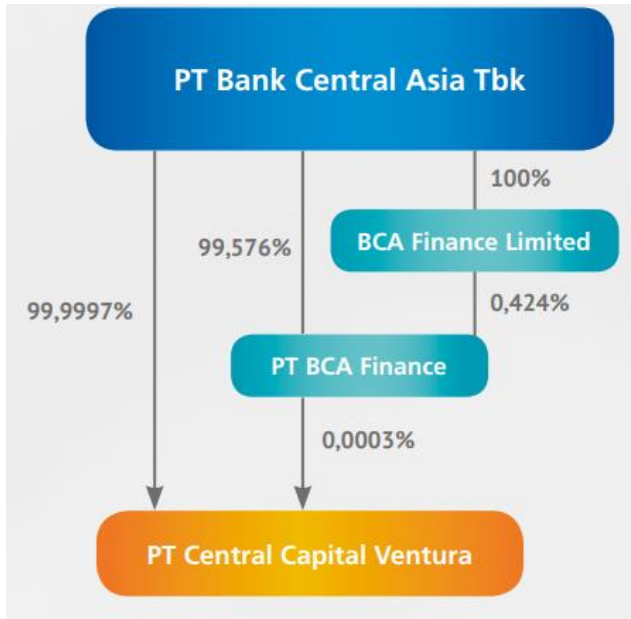 PT Bank Central Asia Tbk
100%
BCA Finance Limited
99,576%
99,9997%
0,424%
PT BCA Finance
0,0003%
PT Central Capital Ventura